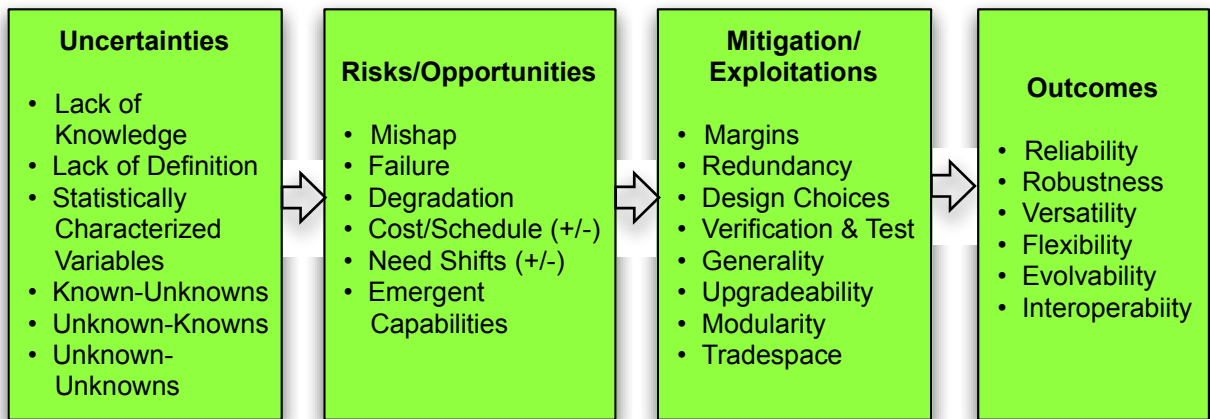 Uncertainties
• Lack of
Knowledge
• Lack of Definition
• Statistically
Characterized
Variables
• Known-Unknowns
• Unknown-Knowns
• Unknown-
Unknowns
Risks/Opportunities
• Mishap
• Failure
• Degradation
• Cost/Schedule (+/-)
• Need Shifts (+/-)
• Emergent
Capabilities
Mitigation/
Exploitations
• Margins
• Redundancy
• Design Choices
• Verification & Test
• Generality
• Upgradeability
• Modularity
• Tradespace
Outcomes
• Reliability
• Robustness
• Versatility
• Flexibility
• Evolvability
• Interoperabiity